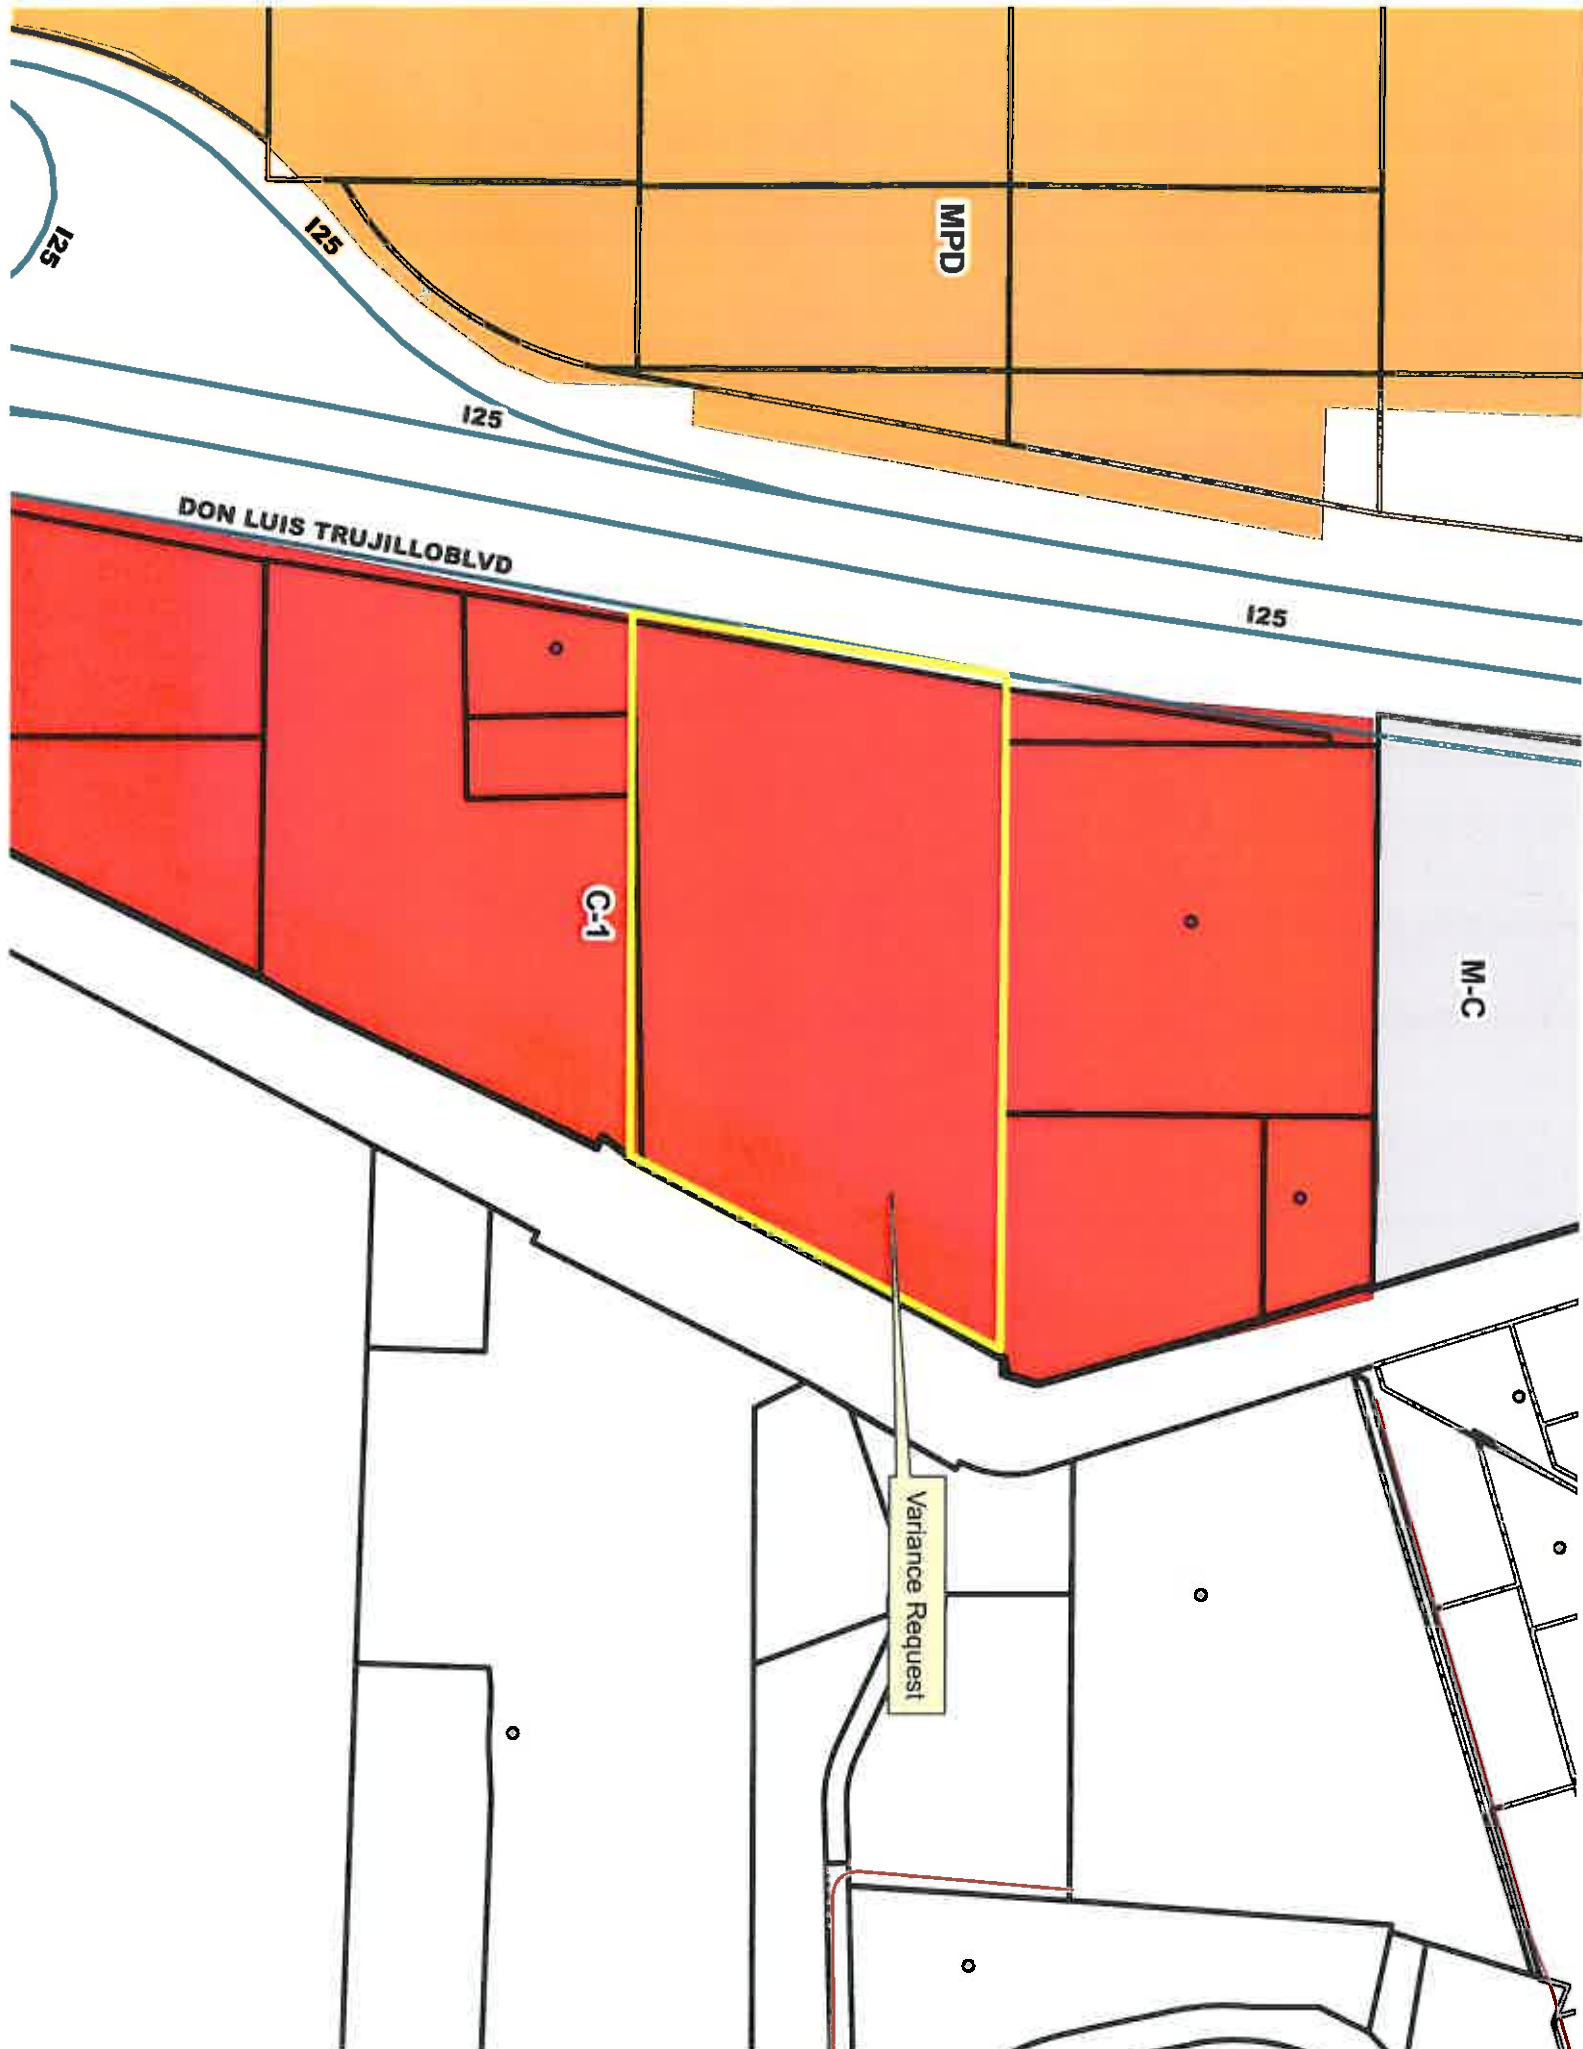 MPD
I25
I25
I25
DON LUIS TRUJILLOBLVD
I25
C-1
M-C
Variance Request